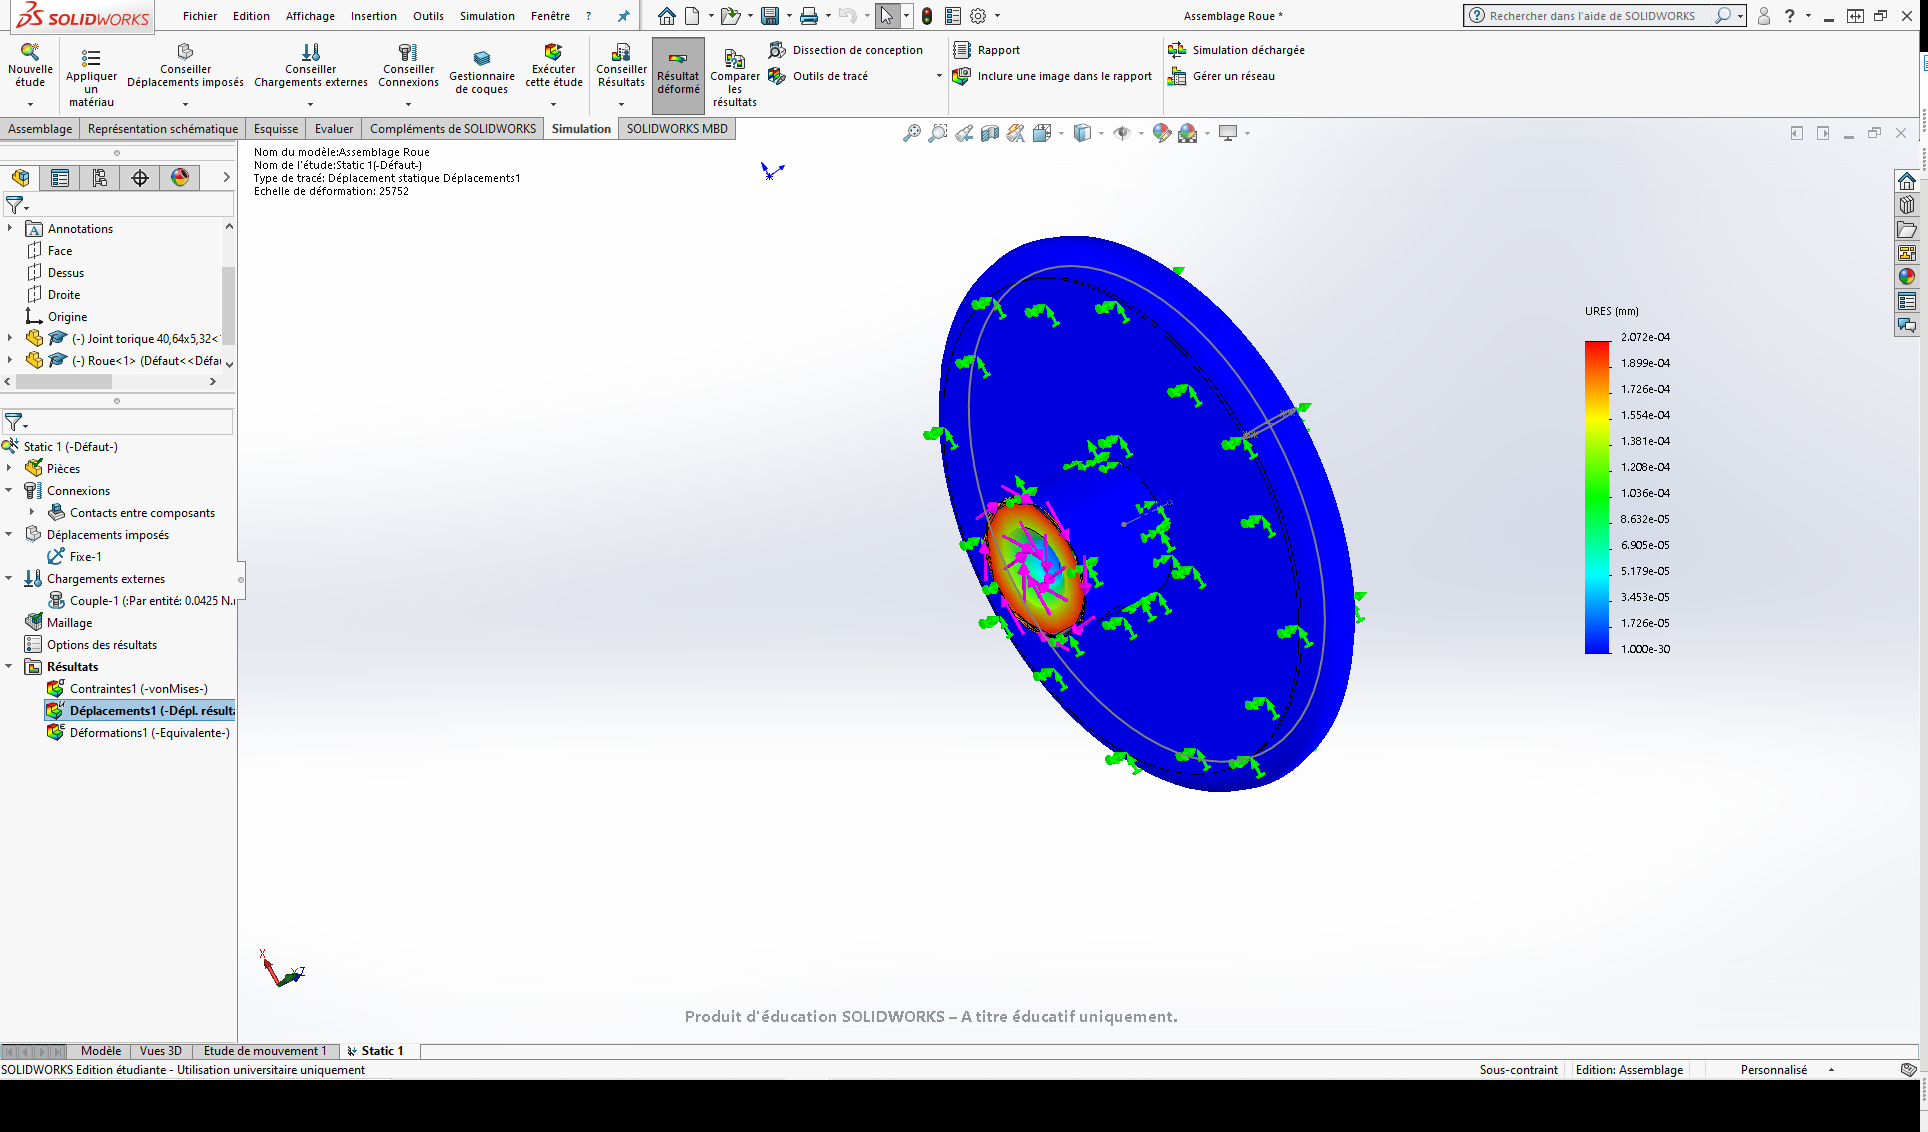 SOLIDWORKS
Fichier Edition Affichage Insertion Outils Simulation Fenêtre ?
Assemblage Roue *
Rechercher dans l'aide de SOLIDWORKS
Nouvelle étude
Appliquer un matériau
Conseiller Déplacements imposés
Conseiller Chargements externes
Conseiller Connexions
Gestionnaire de coques
Exécuter cette étude
Conseiller Résultats
Résultat déformé
Comparer les résultats
Dissection de conception
Outils de tracé
Rapport
Inclure une image dans le rapport
Simulation déchargée
Gérer un réseau
Assemblage Représentation schématique Esquisse Evaluer Compléments de SOLIDWORKS Simulation SOLIDWORKS MBD
Nom du modèle:Assemblage Roue
Nom de l'étude:Static 1(-Défaut-)
Type de tracé: Déplacement statique Déplacements1
Echelle de déformation: 25752
Annotations
Face
Dessus
Droite
Origine
(-) Joint torique 40,64x5,32<
(-) Roue<1> (Défaut<<Défau
Static 1 (-Défaut-)
Pièces
Connexions
Contacts entre composants
Déplacements imposés
Fixe-1
Chargements externes
Couple-1 (:Par entité: 0.0425 N.
Maillage
Options des résultats
Résultats
Contraintes1 (-vonMises-)
Déplacements1 (-Dépl. résulta
Déformations1 (-Equivalente-)
URES (mm)
2.072e-04
1.899e-04
1.726e-04
1.554e-04
1.381e-04
1.208e-04
1.036e-04
8.632e-05
6.905e-05
5.179e-05
3.453e-05
1.726e-05
1.000e-30
X
Z
Produit d'éducation SOLIDWORKS – A titre éducatif uniquement.
Modèle Vues 3D Etude de mouvement 1 Static 1
SOLIDWORKS Edition étudiante - Utilisation universitaire uniquement
Sous-contraint Edition: Assemblage Personnalisé